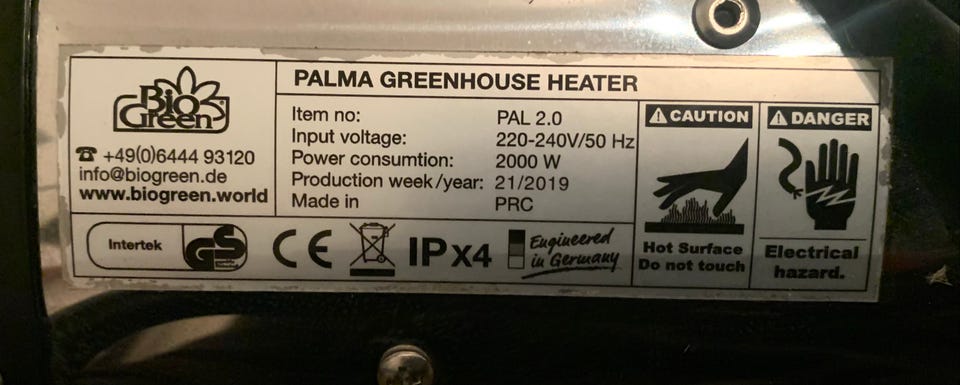 Bio
Green
☎ +49(0)6444 93120
info@biogreen.de
www.biogreen.world
PALMA GREENHOUSE HEATER
Item no: PAL 2.0
Input voltage: 220-240V/50 Hz
Power consumtion: 2000 W
Production week/year: 21/2019
Made in PRC
Intertek GS
CE IPX4
Engineered
in Germany
CAUTION
Hot Surface
Do not touch
DANGER
Electrical
hazard.